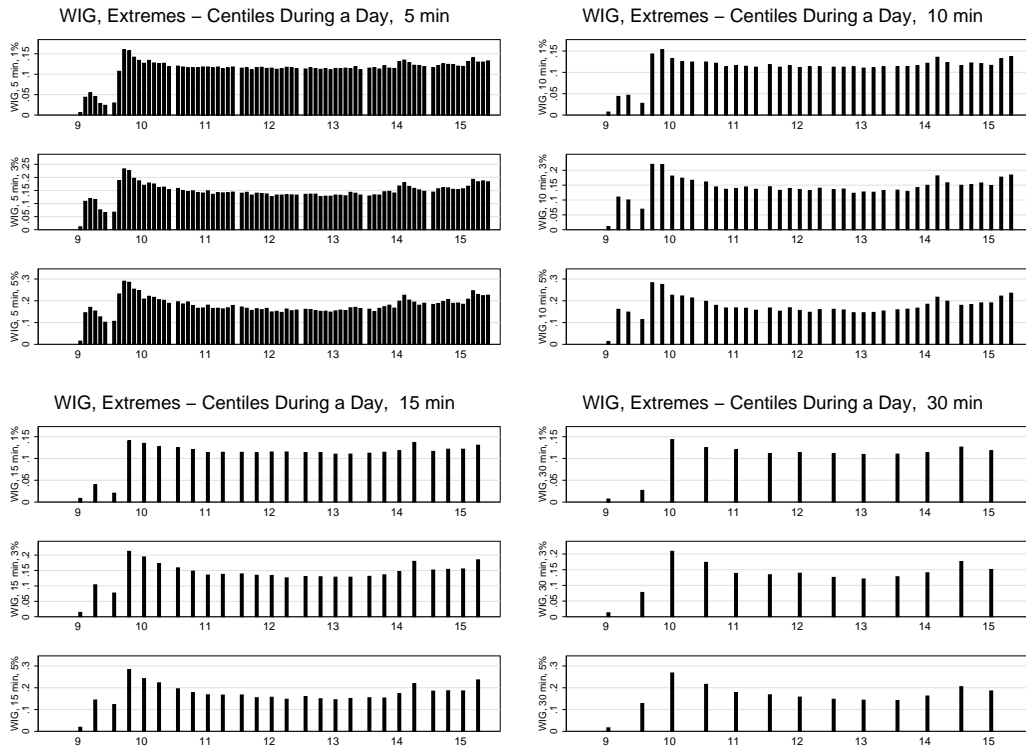 WIG, Extremes − Centiles During a Day,  5 min
WIG, 5 min, 1%
0 .05 .1 .15
9 10 11 12 13 14 15
WIG, 5 min, 3%
0 .05 .1 .15 .2 .25
9 10 11 12 13 14 15
WIG, 5 min, 5%
0 .1 .2 .3
9 10 11 12 13 14 15
WIG, Extremes − Centiles During a Day,  10 min
WIG, 10 min, 1%
0 .05 .1 .15
9 10 11 12 13 14 15
WIG, 10 min, 3%
0 .05 .1 .15 .2
9 10 11 12 13 14 15
WIG, 10 min, 5%
0 .1 .2 .3
9 10 11 12 13 14 15
WIG, Extremes − Centiles During a Day,  15 min
WIG, 15 min, 1%
0 .05 .1 .15
9 10 11 12 13 14 15
WIG, 15 min, 3%
0 .05 .1 .15 .2
9 10 11 12 13 14 15
WIG, 15 min, 5%
0 .1 .2 .3
9 10 11 12 13 14 15
WIG, Extremes − Centiles During a Day,  30 min
WIG, 30 min, 1%
0 .05 .1 .15
9 10 11 12 13 14 15
WIG, 30 min, 3%
0 .05 .1 .15 .2
9 10 11 12 13 14 15
WIG, 30 min, 5%
0 .1 .2 .3
9 10 11 12 13 14 15